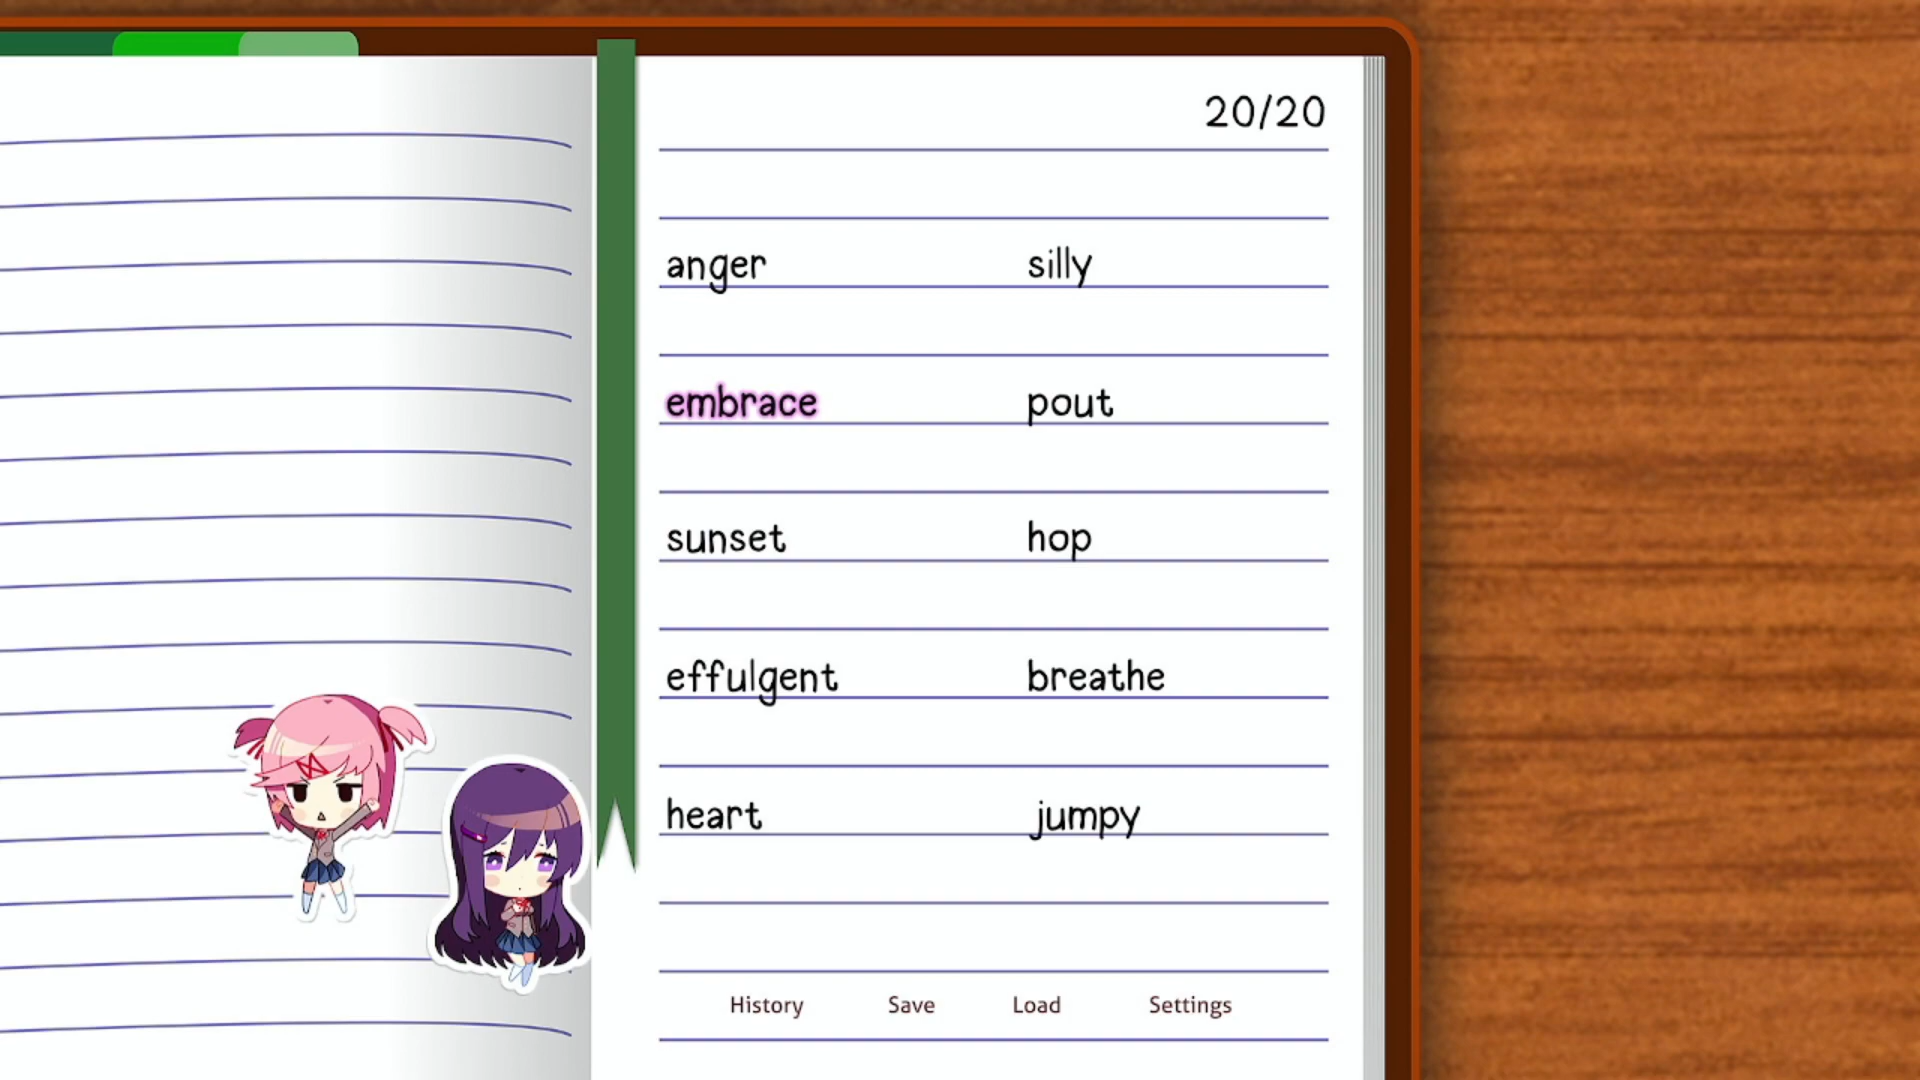 20/20
anger silly
embrace pout
sunset hop
effulgent breathe
heart jumpy
History Save Load Settings